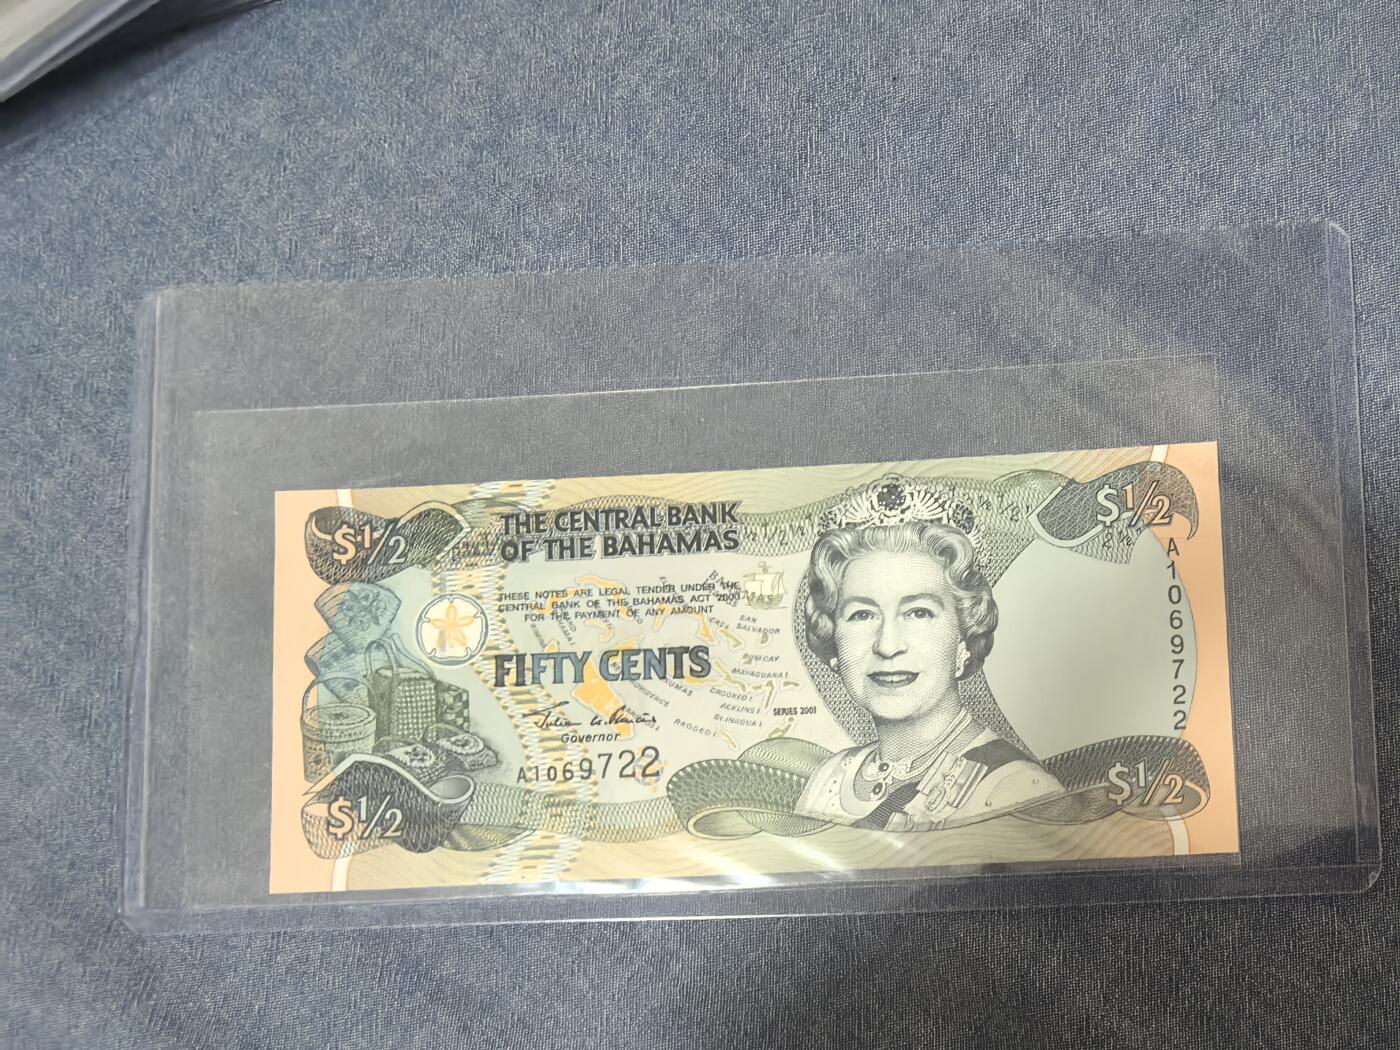 $1/2
THE CENTRAL BANK
OF THE BAHAMAS
$1/2
THESE NOTES ARE LEGAL TENDER UNDER THE
CENTRAL BANK OF THE BAHAMAS ACT 2000
FOR THE PAYMENT OF ANY AMOUNT
FIFTY CENTS
SAN
SALVADOR
RUM CAY
MAYAGUANA I.
CROOKED I.
ACKLINS I.
GT. INAGUA I.
RAGGED I.
SERIES 2001
Governor
A1069722
A1069722
$1/2
$1/2